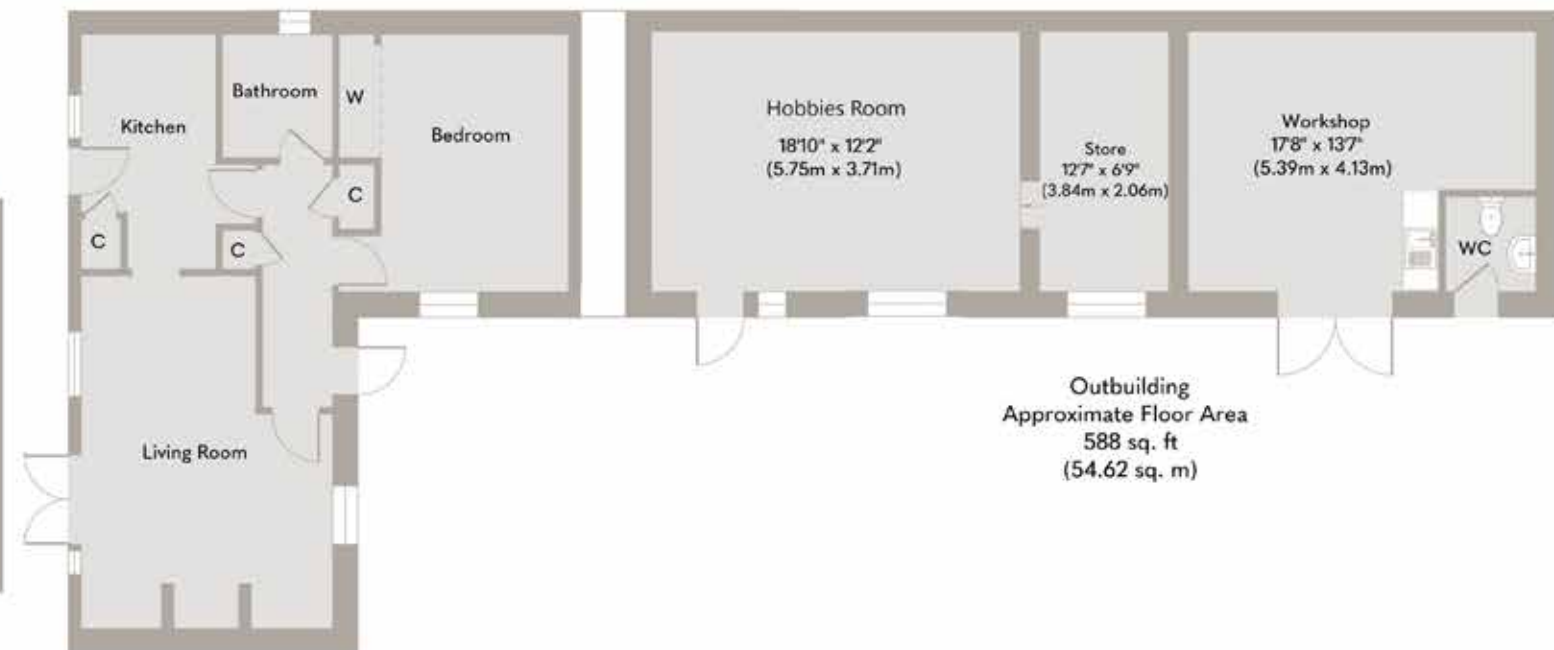 Kitchen
Bathroom
W
Bedroom
C
C
C
Living Room
Hobbies Room
18'10" x 12'2"
(5.75m x 3.71m)
Store
12'7" x 6'9"
(3.84m x 2.06m)
Workshop
17'8" x 13'7"
(5.39m x 4.13m)
WC
Outbuilding
Approximate Floor Area
588 sq. ft
(54.62 sq. m)